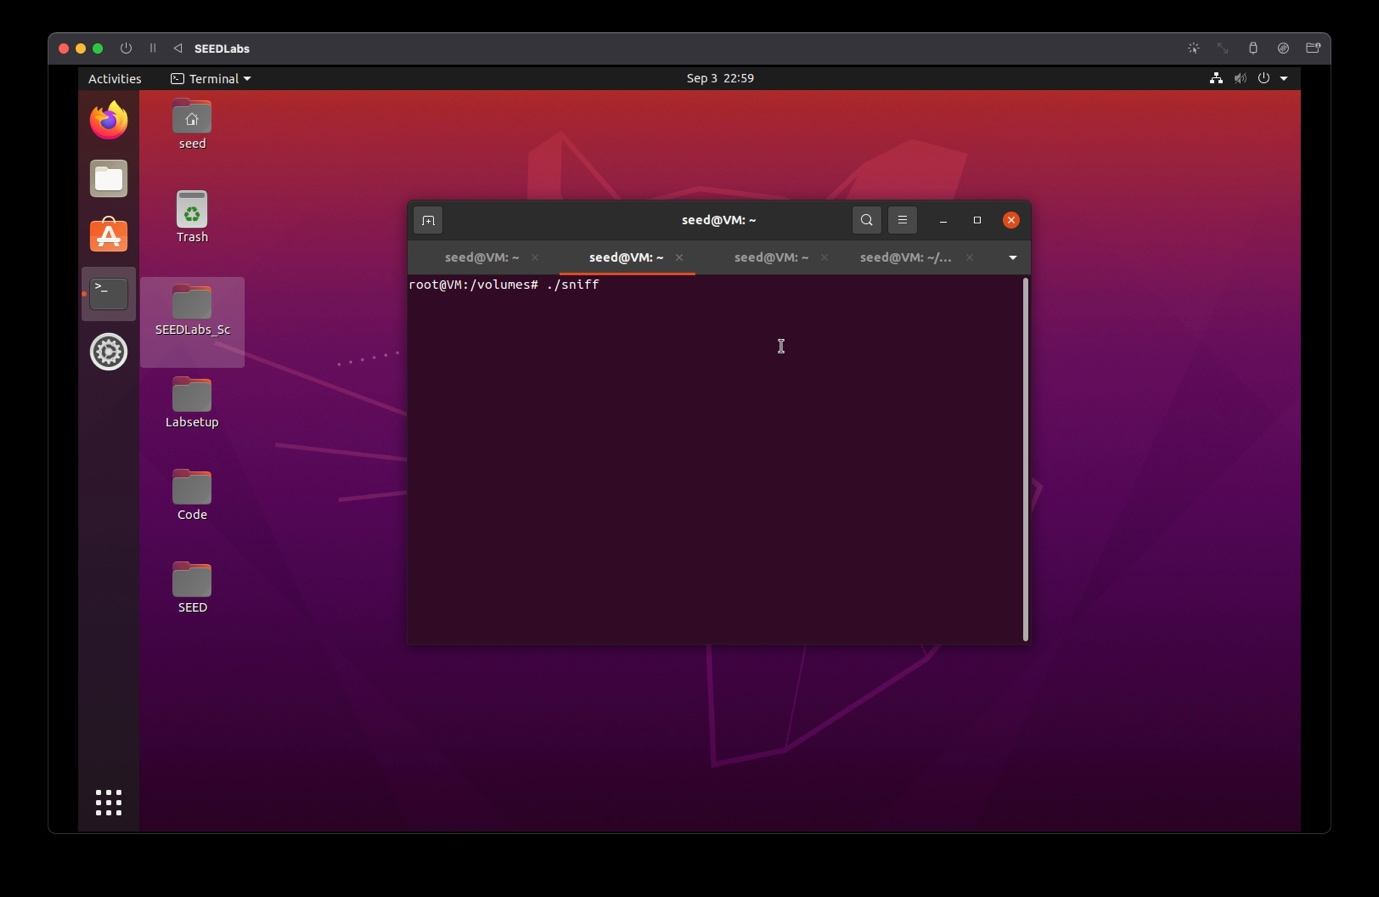 SEEDLabs
Activities
Terminal
Sep 3 22:59
seed
Trash
SEEDLabs_Sc
Labsetup
Code
SEED
seed@VM: ~
seed@VM: ~ seed@VM: ~ seed@VM: ~ seed@VM: ~/...
root@VM:/volumes# ./sniff